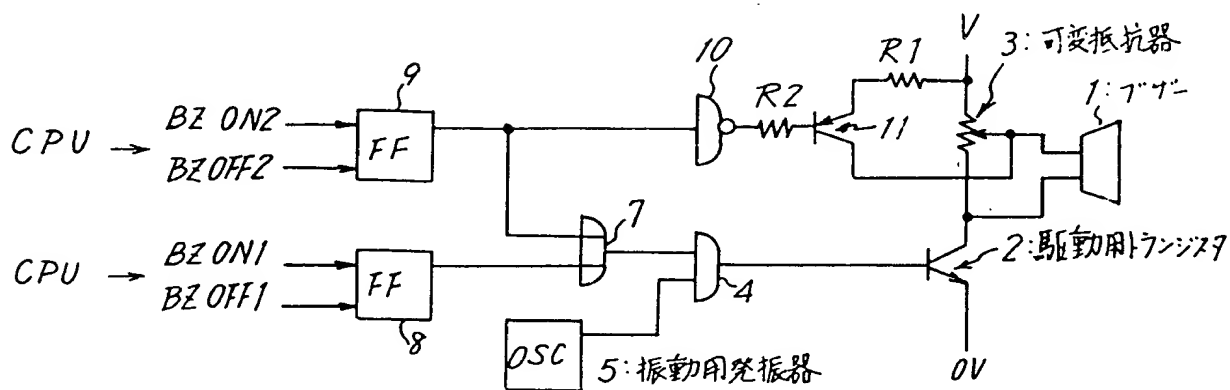 V
3:可変抵抗器
10
R1
9
R2
1:ブザー
CPU → BZ ON2
FF
11
BZOFF2
7
CPU → BZ ON1
FF
2:駆動用トランジスタ
BZ OFF1
4
8
OSC
5:振動用発振器
0V